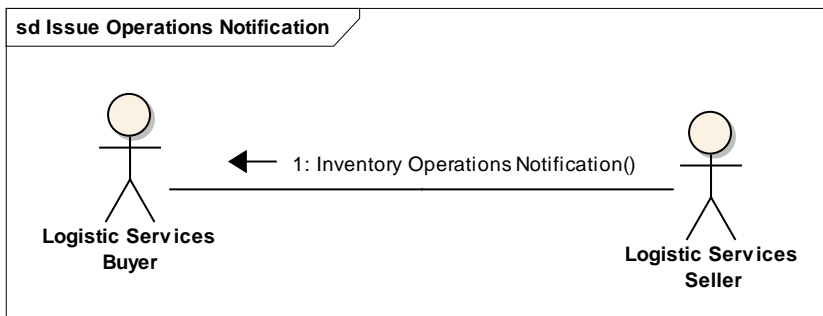 sd Issue Operations Notification
1: Inventory Operations Notification()
Logistic Services
Buyer
Logistic Services
Seller